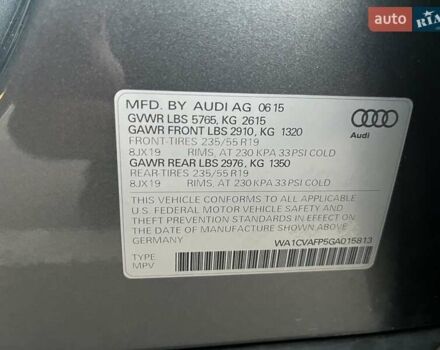 auto RIA
MFD. BY AUDI AG 06 15
GVWR LBS 5765, KG 2615
GAWR FRONT LBS 2910, KG 1320
FRONT-TIRES 235/55 R19
8JX19 RIMS, AT 230 KPA 33 PSI COLD
GAWR REAR LBS 2976, KG 1350
REAR-TIRES 235/55 R19
8JX19 RIMS, AT 230 KPA 33 PSI COLD
Audi
THIS VEHICLE CONFORMS TO ALL APPLICABLE
U.S. FEDERAL MOTOR VEHICLE SAFETY AND
THEFT PREVENTION STANDARDS IN EFFECT ON
THE DATE OF MANUFACTURE SHOWN ABOVE
GERMANY
WA1CVAFP5GA015813
TYPE:
MPV